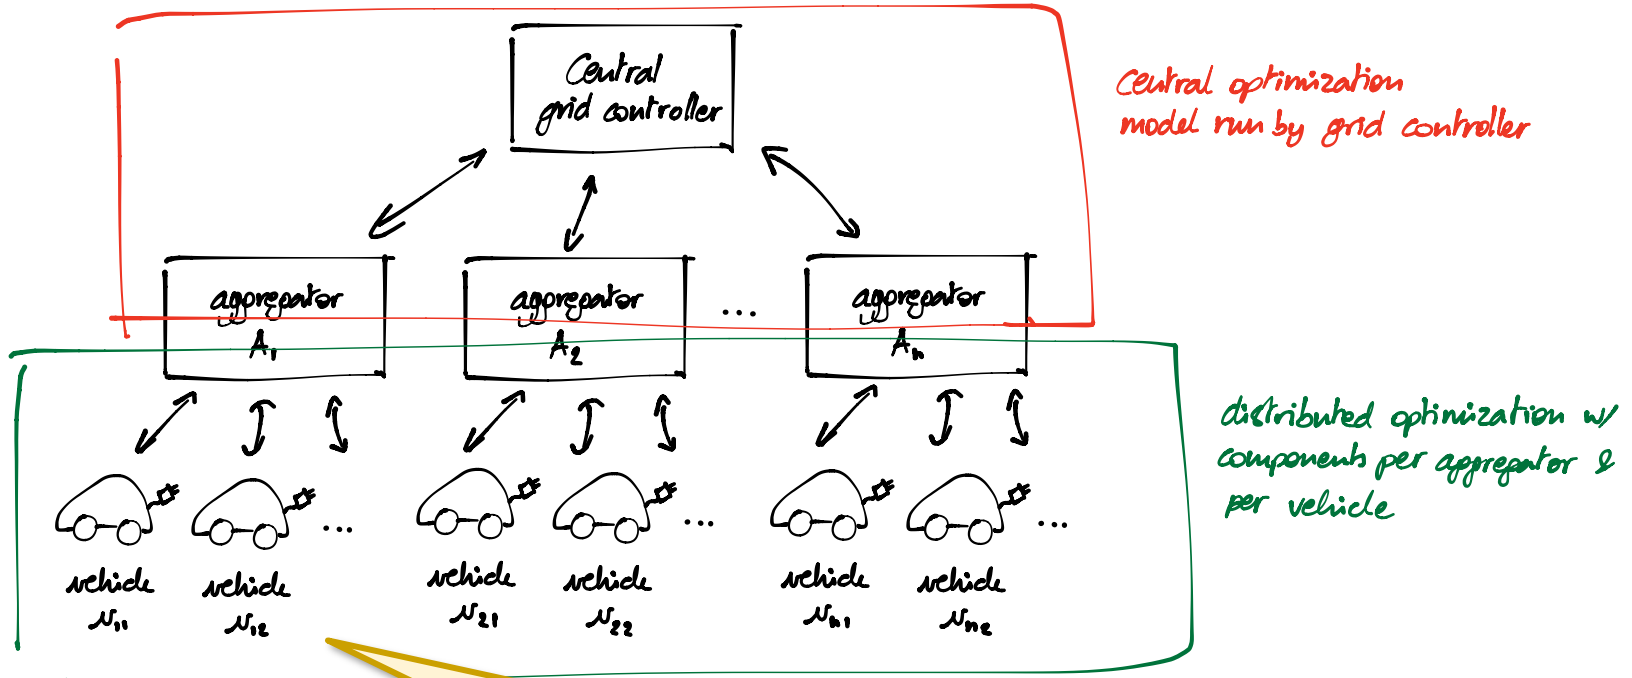 Central
grid controller
central optimization
model run by grid controller
aggregator
A₁
aggregator
A₂
...
aggregator
Aₙ
distributed optimization w/
components per aggregator &
per vehicle
...
...
...
vehicle
v₁₁
vehicle
v₁₂
vehicle
v₂₁
vehicle
v₂₂
vehicle
vₙ₁
vehicle
vₙ₂